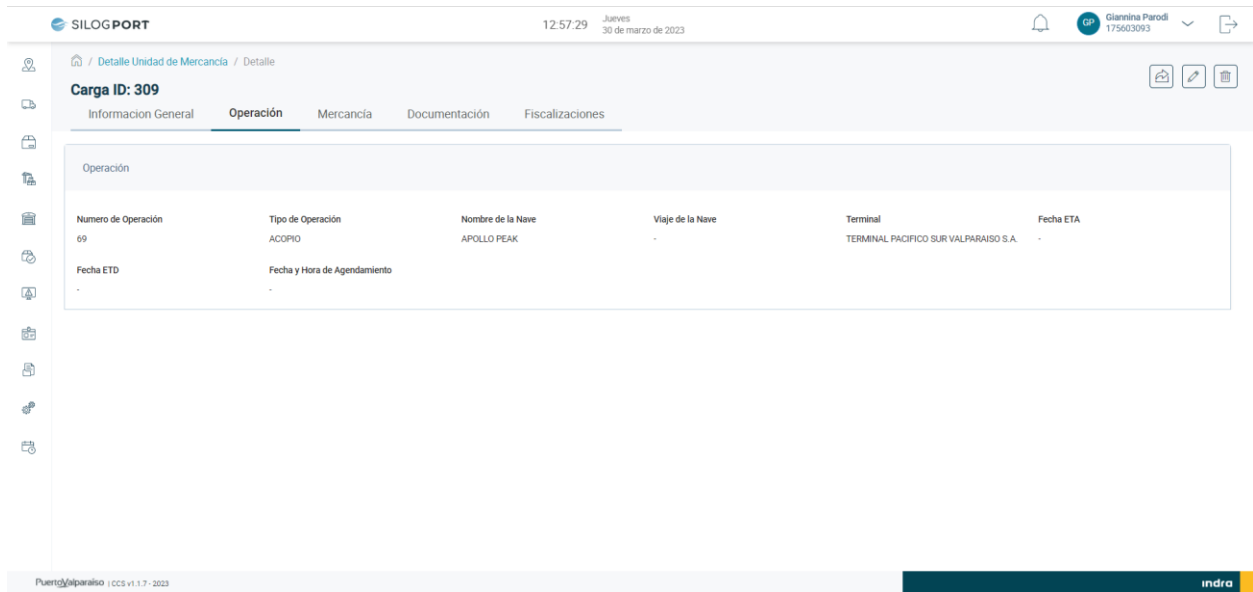 SILOGPORT
12:57:29
Jueves
30 de marzo de 2023
GP
Giannina Parodi
175603093
/ Detalle Unidad de Mercancía / Detalle
Carga ID: 309
Informacion General Operación Mercancía Documentación Fiscalizaciones
Operación
Numero de Operación Tipo de Operación Nombre de la Nave Viaje de la Nave Terminal Fecha ETA
69 ACOPIO APOLLO PEAK - TERMINAL PACIFICO SUR VALPARAISO S.A. -
Fecha ETD Fecha y Hora de Agendamiento
- -
PuertoValparaíso | CCS v1.1.7 - 2023
indra